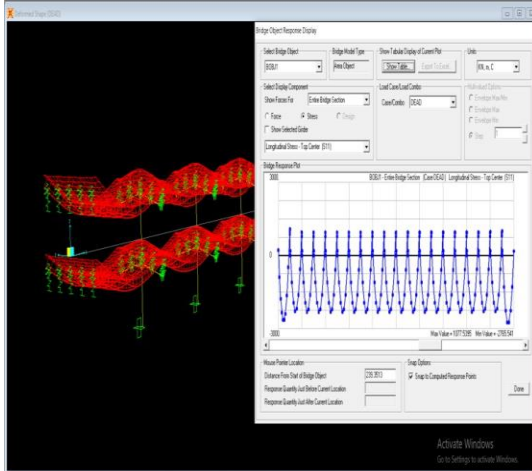 Deformed Shape (DEAD)
Bridge Object Response Display
Select Bridge Object
BOBJ1
Bridge Model Type
Area Object
Show Tabular Display of Current Plot
Show Table...
Export To Excel
Units
KN, m, C
Select Display Component
Show Forces For
Entire Bridge Section
Force
Stress
Design
Show Selected Girder
Longitudinal Stress - Top Center (S11)
Load Case/Load Combo
Case/Combo
DEAD
Multivalued Options
Envelope Max/Min
Envelope Max
Envelope Min
Step
Bridge Response Plot
3000.
BOBJ1 - Entire Bridge Section (Case DEAD) Longitudinal Stress - Top Center (S11)
0
-3000.
Max Value = 1077.5395 Min Value = -2769.541
Mouse Pointer Location
Distance From Start of Bridge Object
Response Quantity Just Before Current Location
Response Quantity Just After Current Location
Snap Options
Snap to Computed Response Points
Done
Activate Windows
Go to Settings to activate Windows.